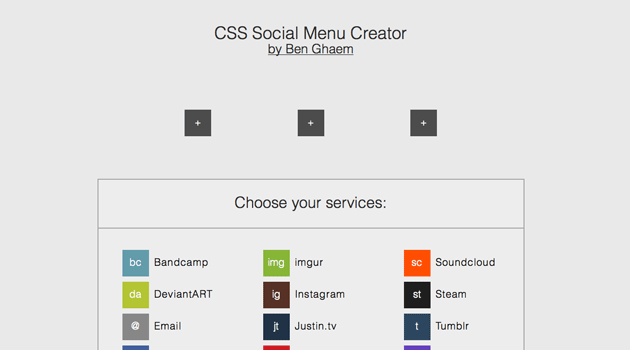 CSS Social Menu Creator
by Ben Ghaem
+ + +
Choose your services:
bc Bandcamp img imgur sc Soundcloud
da DeviantART ig Instagram st Steam
@ Email jt Justin.tv t Tumblr